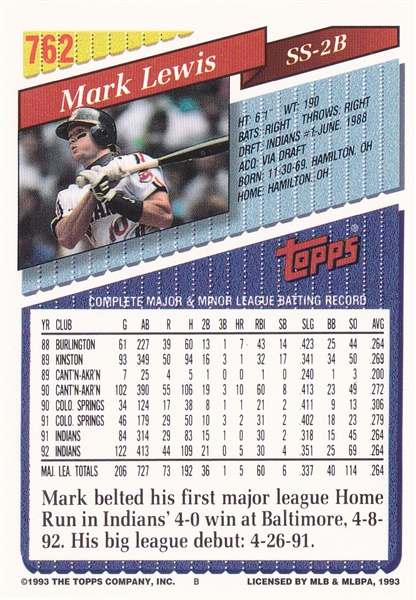 762
Mark Lewis
SS-2B
HT: 6'1" WT: 190
BATS: RIGHT THROWS: RIGHT
DRFT: INDIANS #1-JUNE, 1988
ACQ: VIA DRAFT
BORN: 11-30-69, HAMILTON, OH
HOME: HAMILTON, OH
TOPPS
COMPLETE MAJOR & MINOR LEAGUE BATTING RECORD
YR CLUB G AB R H 2B 3B HR RBI SB SLG BB SO AVG
88 BURLINGTON 61 227 39 60 13 1 7 43 14 .423 25 44 .264
89 KINSTON 93 349 50 94 16 3 1 32 17 .341 34 50 .269
89 CANT'N-AKR'N 7 25 4 5 1 0 0 1 0 .240 1 3 .200
90 CANT'N-AKR'N 102 390 55 106 19 3 10 60 8 .413 23 49 .272
90 COLO. SPRINGS 34 124 17 38 8 1 1 21 2 .411 9 13 .306
91 COLO. SPRINGS 46 179 29 50 10 3 2 31 2 .402 18 23 .279
91 INDIANS 84 314 29 83 15 1 0 30 2 .318 15 45 .264
92 INDIANS 122 413 44 109 21 0 5 30 4 .351 25 69 .264
MAJ. LEA. TOTALS 206 727 73 192 36 1 5 60 6 .337 40 114 .264
Mark belted his first major league Home
Run in Indians' 4-0 win at Baltimore, 4-8-
92. His big league debut: 4-26-91.
©1993 THE TOPPS COMPANY, INC. B LICENSED BY MLB & MLBPA, 1993